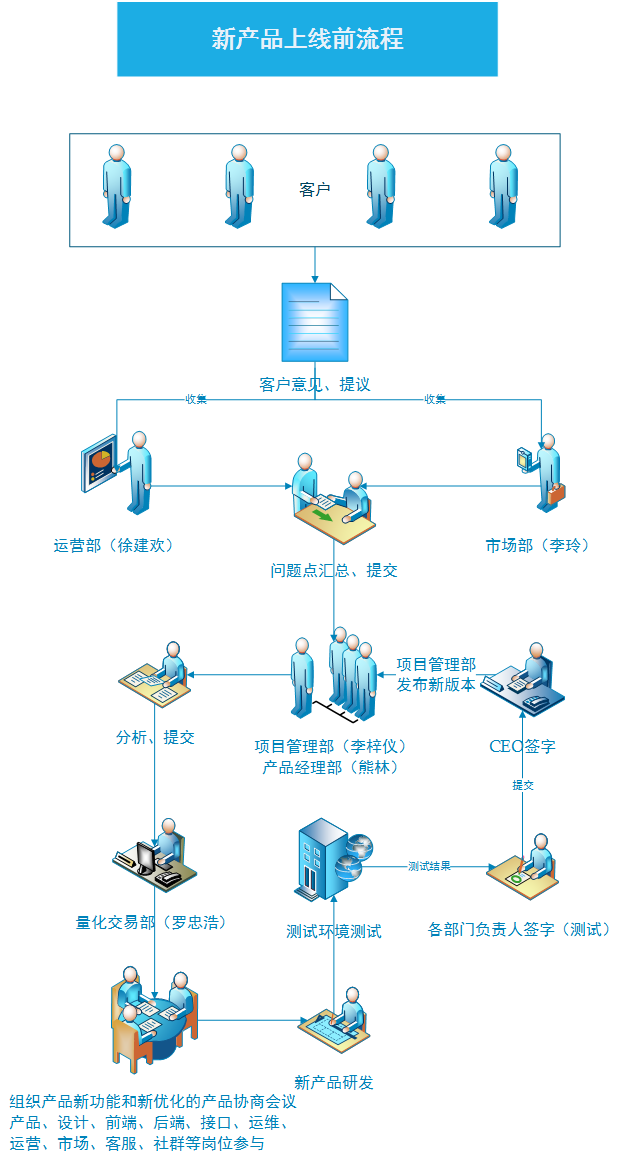 新产品上线前流程
客户
客户意见、提议
收集
收集
运营部（徐建欢）
市场部（李玲）
问题点汇总、提交
项目管理部
发布新版本
分析、提交
项目管理部（李梓仪）
产品经理部（熊林）
CEO签字
提交
测试结果
量化交易部（罗忠浩）
测试环境测试
各部门负责人签字（测试）
新产品研发
组织产品新功能和新优化的产品协商会议
产品、设计、前端、后端、接口、运维、
运营、市场、客服、社群等岗位参与